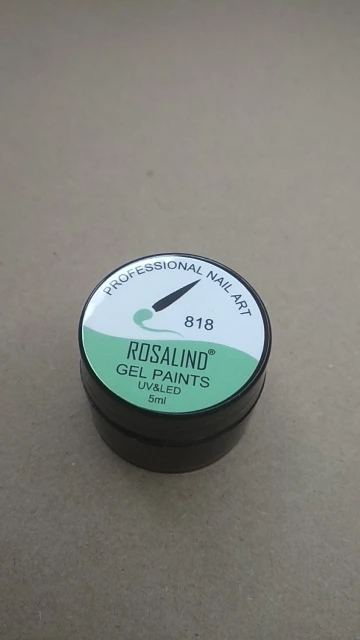 PROFESSIONAL NAIL ART
818
ROSALIND®
GEL PAINTS
UV&LED
5ml